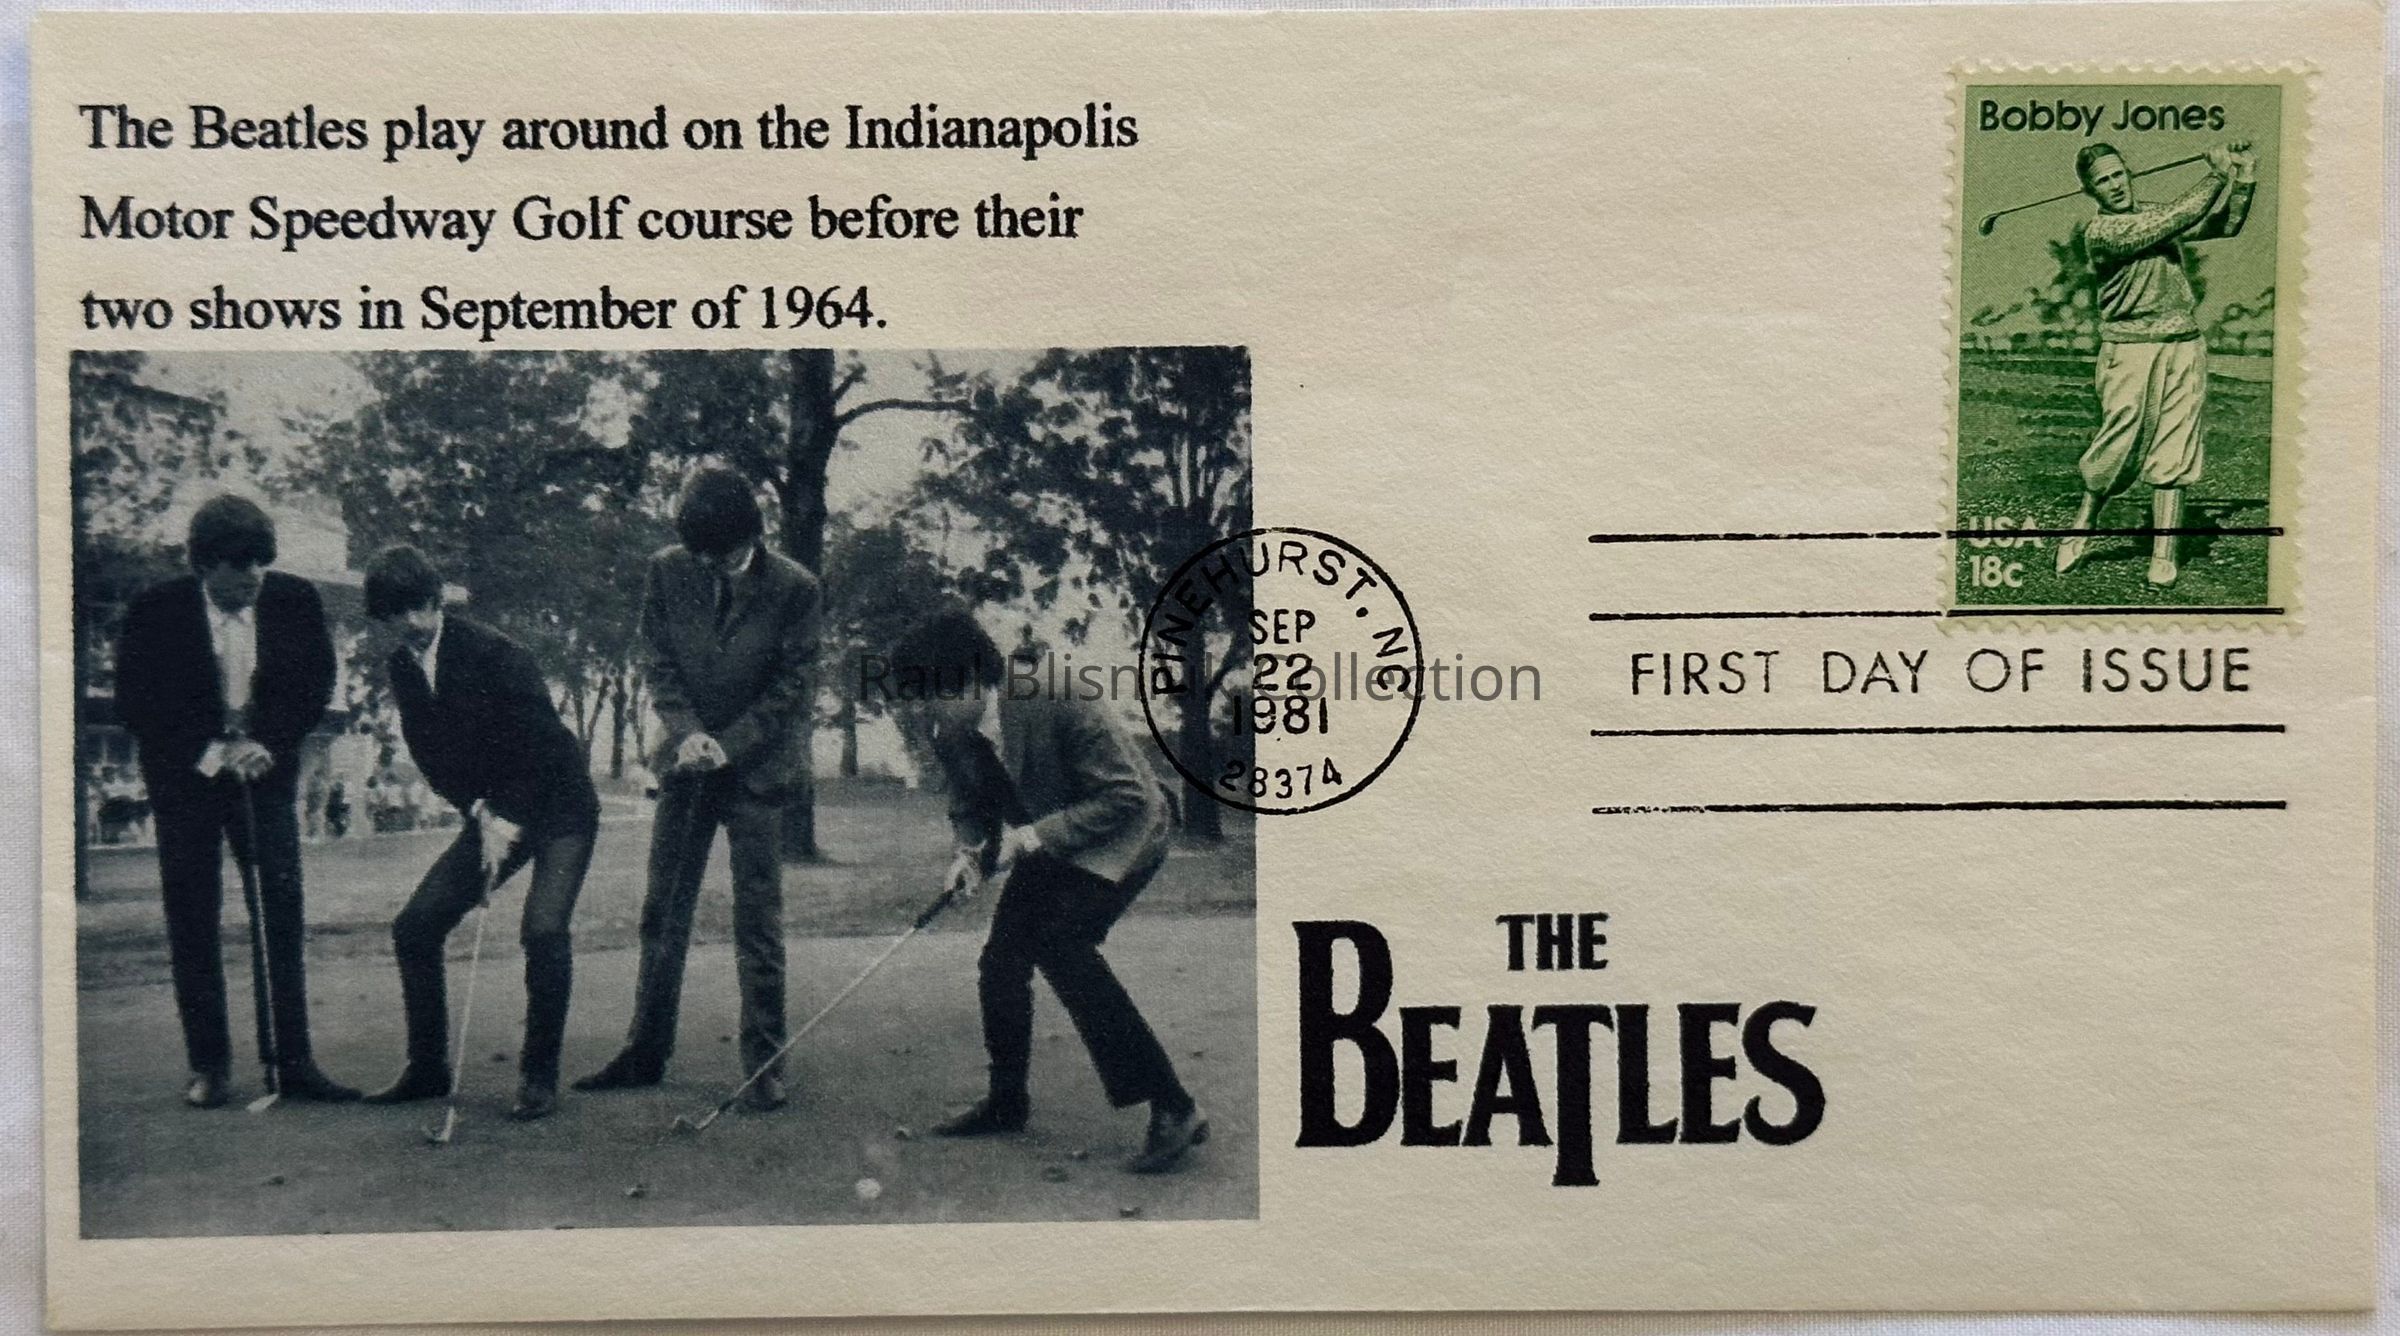 The Beatles play around on the Indianapolis
Motor Speedway Golf course before their
two shows in September of 1964.
Bobby Jones
USA
18c
PINEHURST, NC
SEP
22
1981
28374
FIRST DAY OF ISSUE
Raul Blisniuk Collection
THE
BEATLES